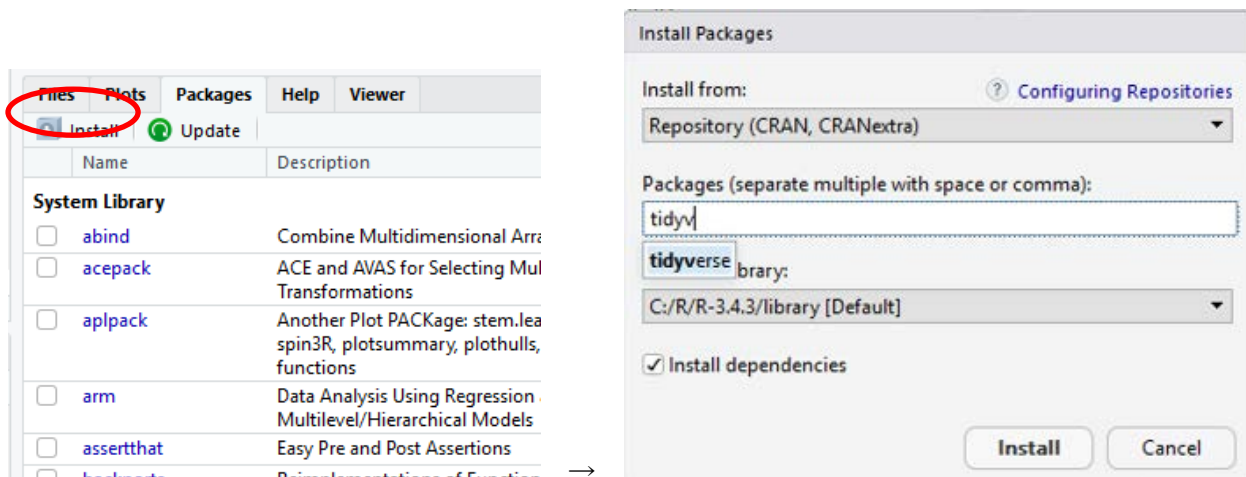 Files Plots Packages Help Viewer
Install Update
Name Description
System Library
abind Combine Multidimensional Arra
acepack ACE and AVAS for Selecting Mul
Transformations
aplpack Another Plot PACKage: stem.lea
spin3R, plotsummary, plothulls,
functions
arm Data Analysis Using Regression
Multilevel/Hierarchical Models
assertthat Easy Pre and Post Assertions
→
Install Packages
Install from: ? Configuring Repositories
Repository (CRAN, CRANextra)
Packages (separate multiple with space or comma):
tidyv
tidyverse
brary:
C:/R/R-3.4.3/library [Default]
Install dependencies
Install Cancel